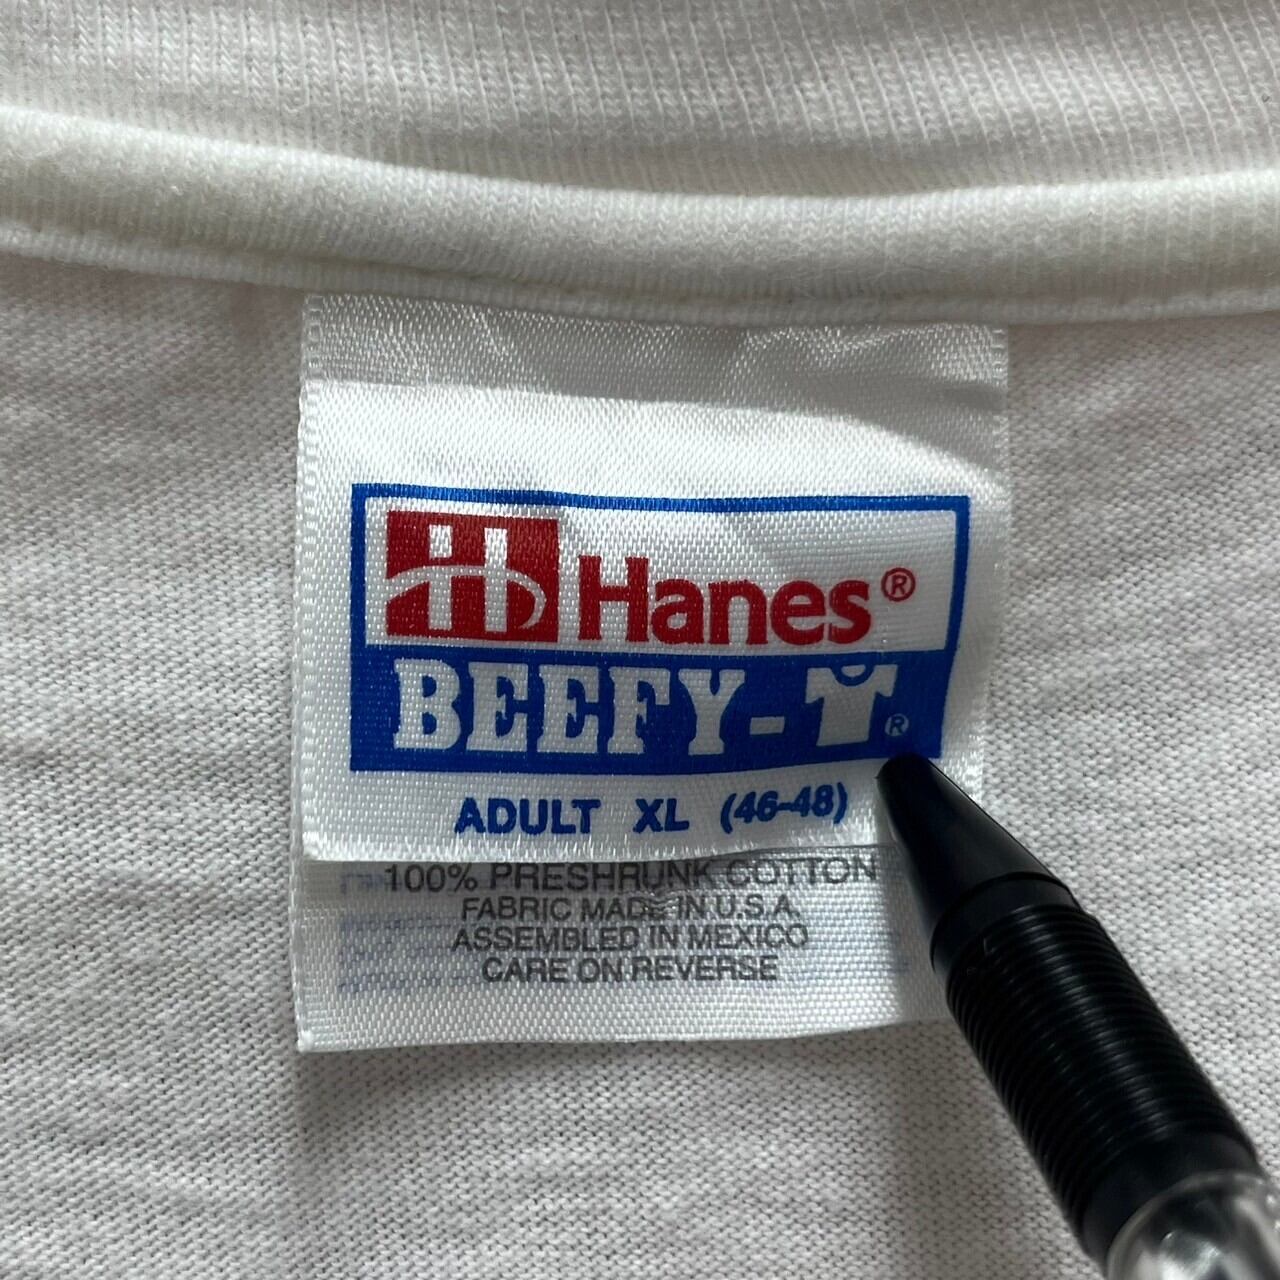 Hanes®
BEEFY-T®
ADULT XL (46-48)
100% PRESHRUNK COTTON
FABRIC MADE IN U.S.A.
ASSEMBLED IN MEXICO
CARE ON REVERSE